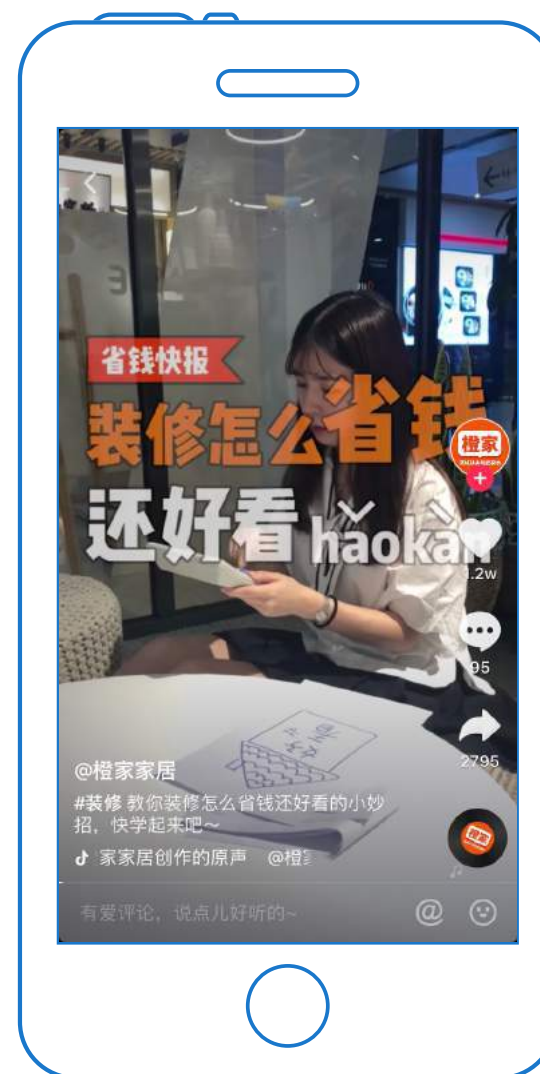 省钱快报
装修怎么省钱
还好看 hǎokàn
橙家
1.2w
95
2795
@橙家家居
#装修 教你装修怎么省钱还好看的小妙
招，快学起来吧～
家家居创作的原声 @橙
有爱评论，说点儿好听的~